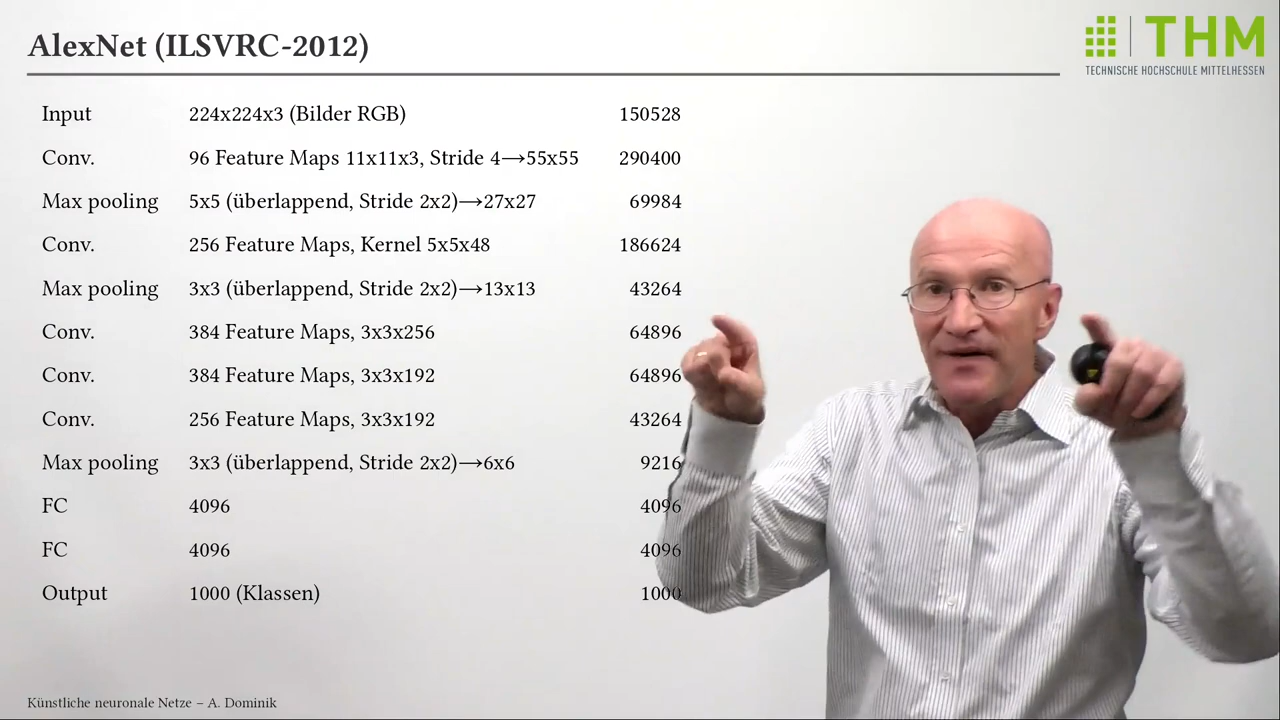 AlexNet (ILSVRC-2012)
THM
TECHNISCHE HOCHSCHULE MITTELHESSEN
Input 224x224x3 (Bilder RGB) 150528
Conv. 96 Feature Maps 11x11x3, Stride 4→55x55 290400
Max pooling 5x5 (überlappend, Stride 2x2)→27x27 69984
Conv. 256 Feature Maps, Kernel 5x5x48 186624
Max pooling 3x3 (überlappend, Stride 2x2)→13x13 43264
Conv. 384 Feature Maps, 3x3x256 64896
Conv. 384 Feature Maps, 3x3x192 64896
Conv. 256 Feature Maps, 3x3x192 43264
Max pooling 3x3 (überlappend, Stride 2x2)→6x6 9216
FC 4096 4096
FC 4096 4096
Output 1000 (Klassen) 1000
Künstliche neuronale Netze – A. Dominik